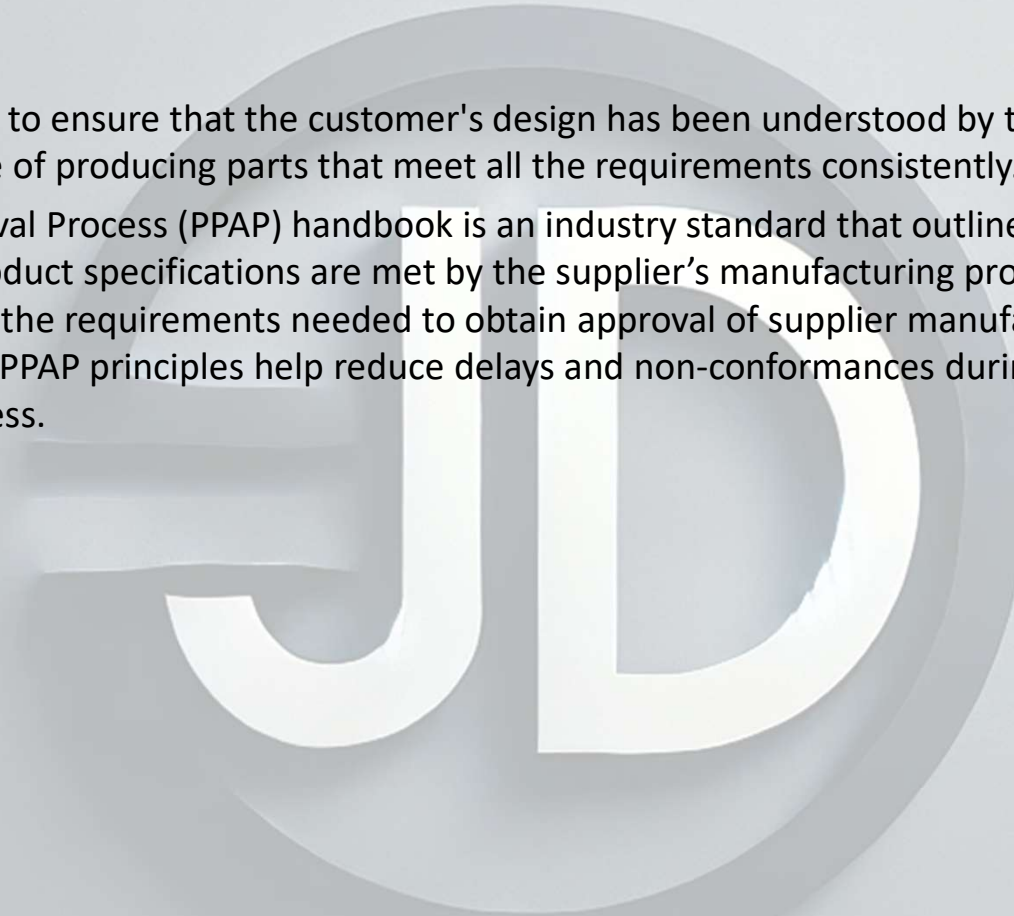 to ensure that the customer's design has been understood by t
e of producing parts that meet all the requirements consistently.
val Process (PPAP) handbook is an industry standard that outline
oduct specifications are met by the supplier’s manufacturing pro
the requirements needed to obtain approval of supplier manufa
PPAP principles help reduce delays and non-conformances durin
ess.
JD